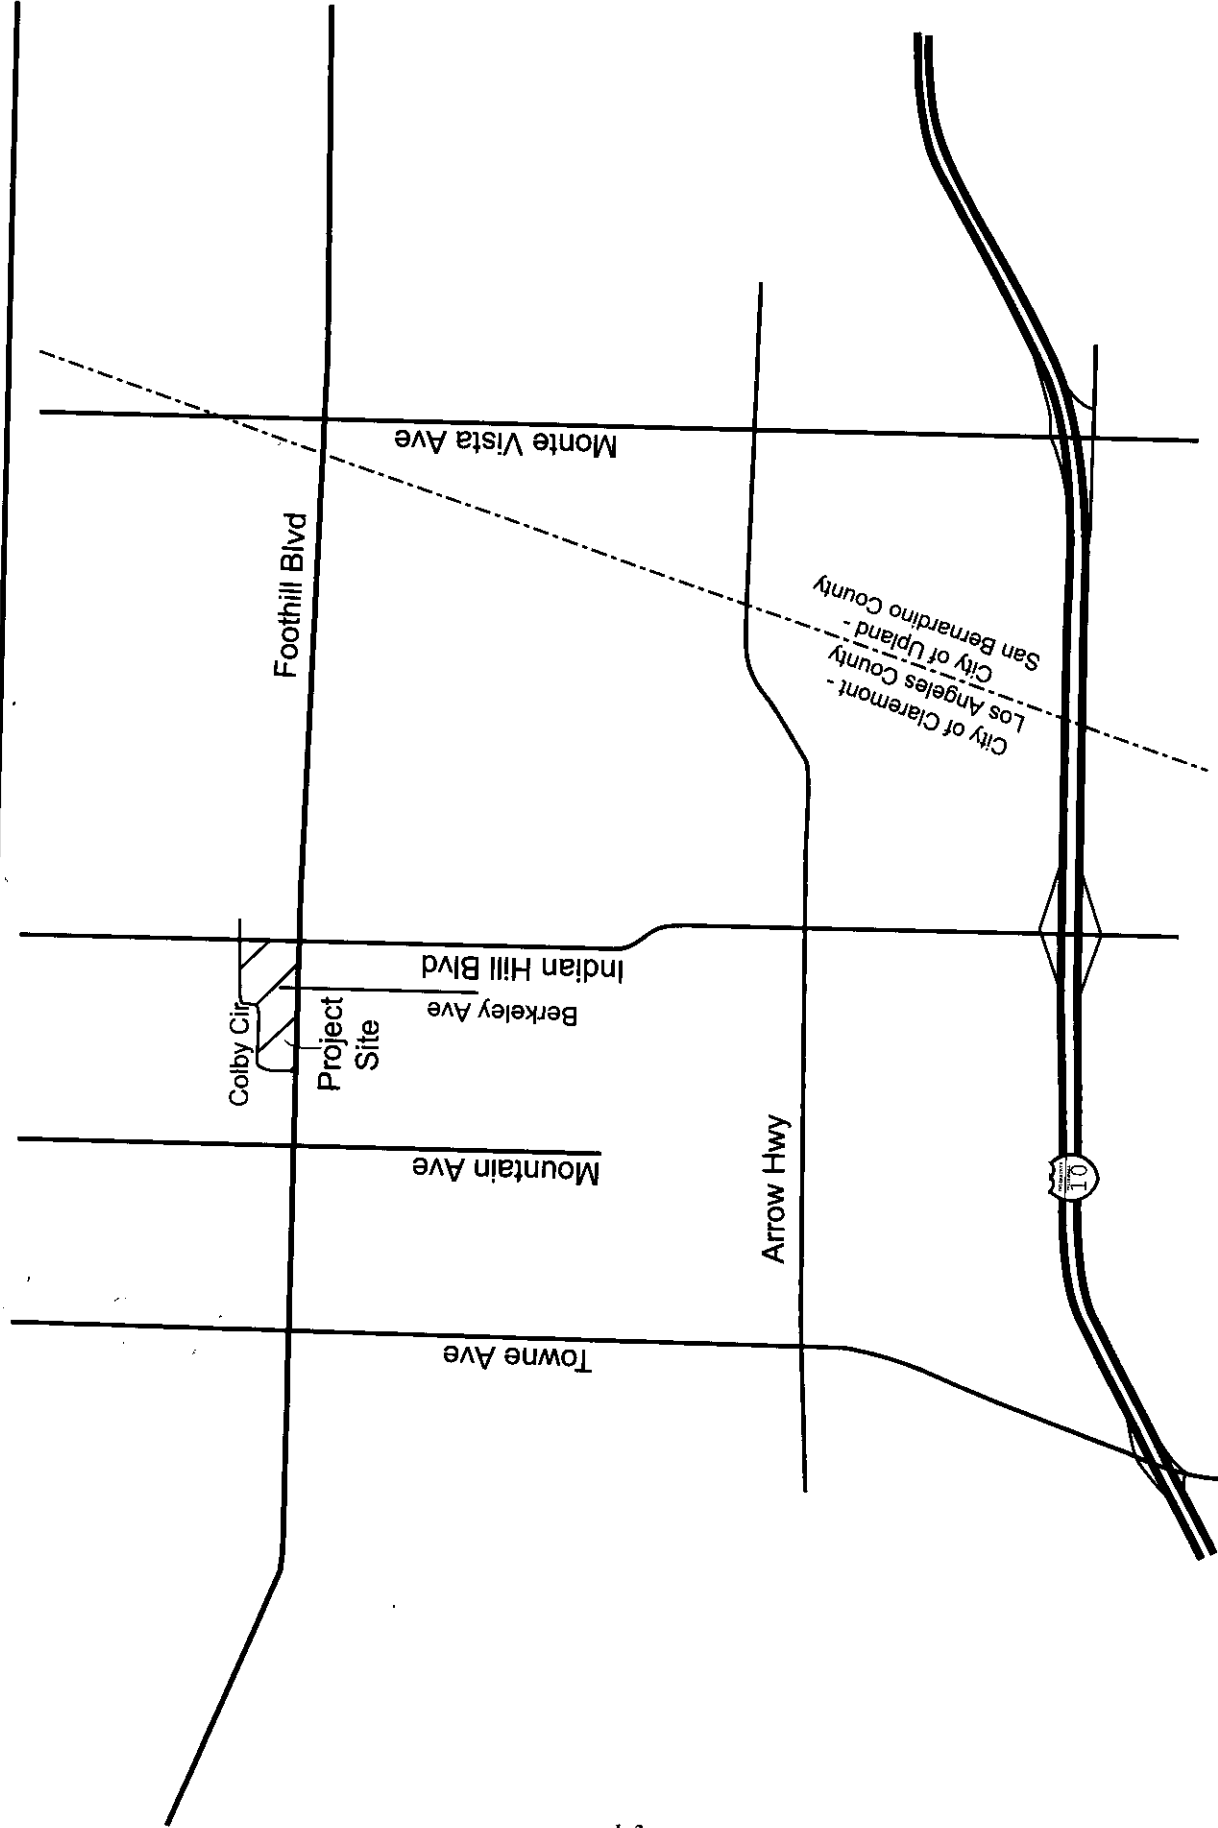 Foothill Blvd
Monte Vista Ave
San Bernardino County
City of Upland -
Los Angeles County
City of Claremont -
Indian Hill Blvd
Berkeley Ave
Colby Cir
Project
Site
Mountain Ave
Arrow Hwy
10
Towne Ave